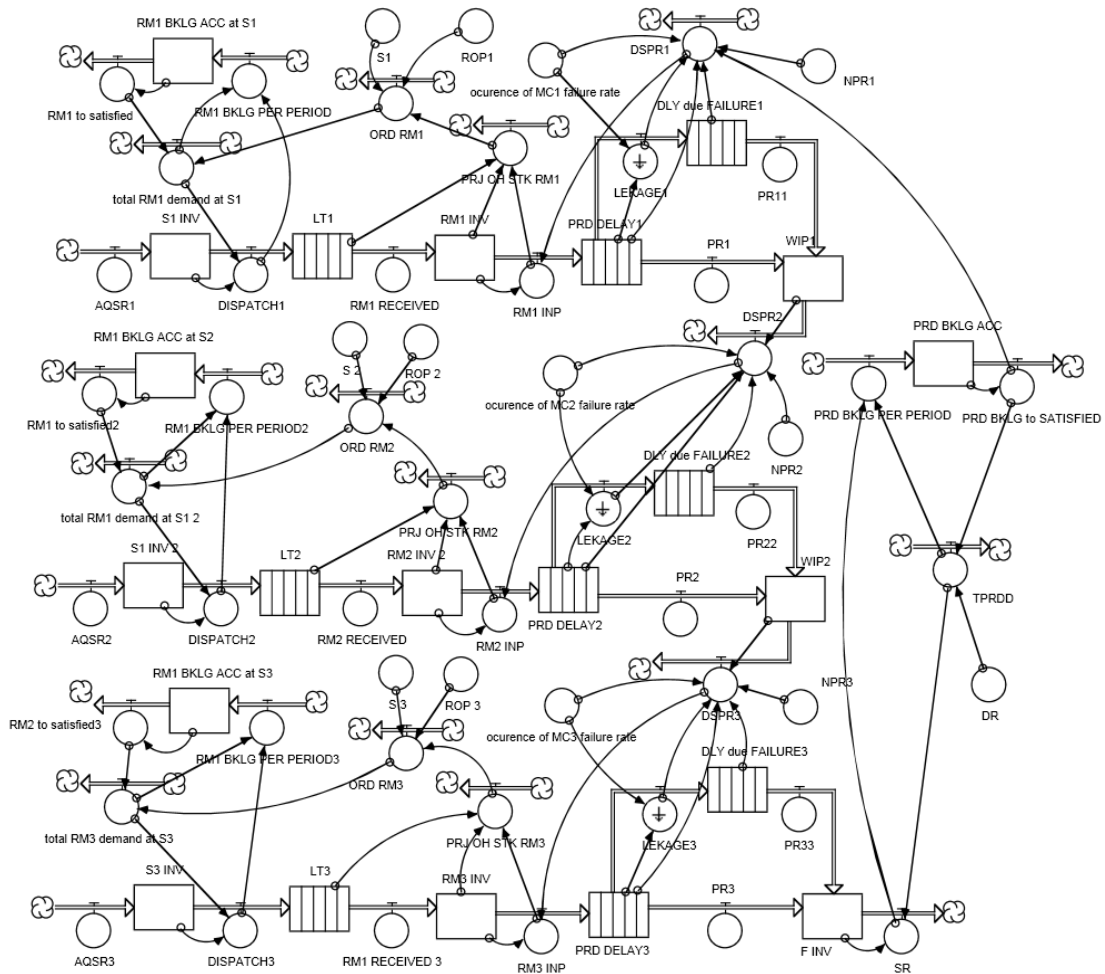 RM1 BKLG ACC at S1
S1
ROP1
DSPR1
NPR1
ocurence of MC1 failure rate
RM1 to satisfied
RM1 BKLG PER PERIOD
ORD RM1
DLY due FAILURE1
PRJ OH STK RM1
LEKAGE1
PR11
total RM1 demand at S1
S1 INV
LT1
RM1 INV
PRD DELAY1
PR1
WIP1
AQSR1
DISPATCH1
RM1 RECEIVED
RM1 INP
DSPR2
RM1 BKLG ACC at S2
PRD BKLG ACC
S 2
ROP 2
ocurence of MC2 failure rate
PRD BKLG PER PERIOD
PRD BKLG to SATISFIED
RM1 to satisfied2
RM1 BKLG PER PERIOD2
ORD RM2
DLY due FAILURE2
NPR2
total RM1 demand at S1 2
PRJ OH STK RM2
LEKAGE2
PR22
S1 INV 2
LT2
RM2 INV 2
WIP2
PR2
TPRDD
AQSR2
DISPATCH2
RM2 RECEIVED
RM2 INP
PRD DELAY2
RM1 BKLG ACC at S3
S 3
ROP 3
NPR3
DSPR3
DR
RM2 to satisfied3
ocurence of MC3 failure rate
RM1 BKLG PER PERIOD3
DLY due FAILURE3
ORD RM3
total RM3 demand at S3
PRJ OH STK RM3
LEKAGE3
PR33
S3 INV
LT3
RM3 INV
PR3
AQSR3
DISPATCH3
RM1 RECEIVED 3
RM3 INP
PRD DELAY3
F INV
SR